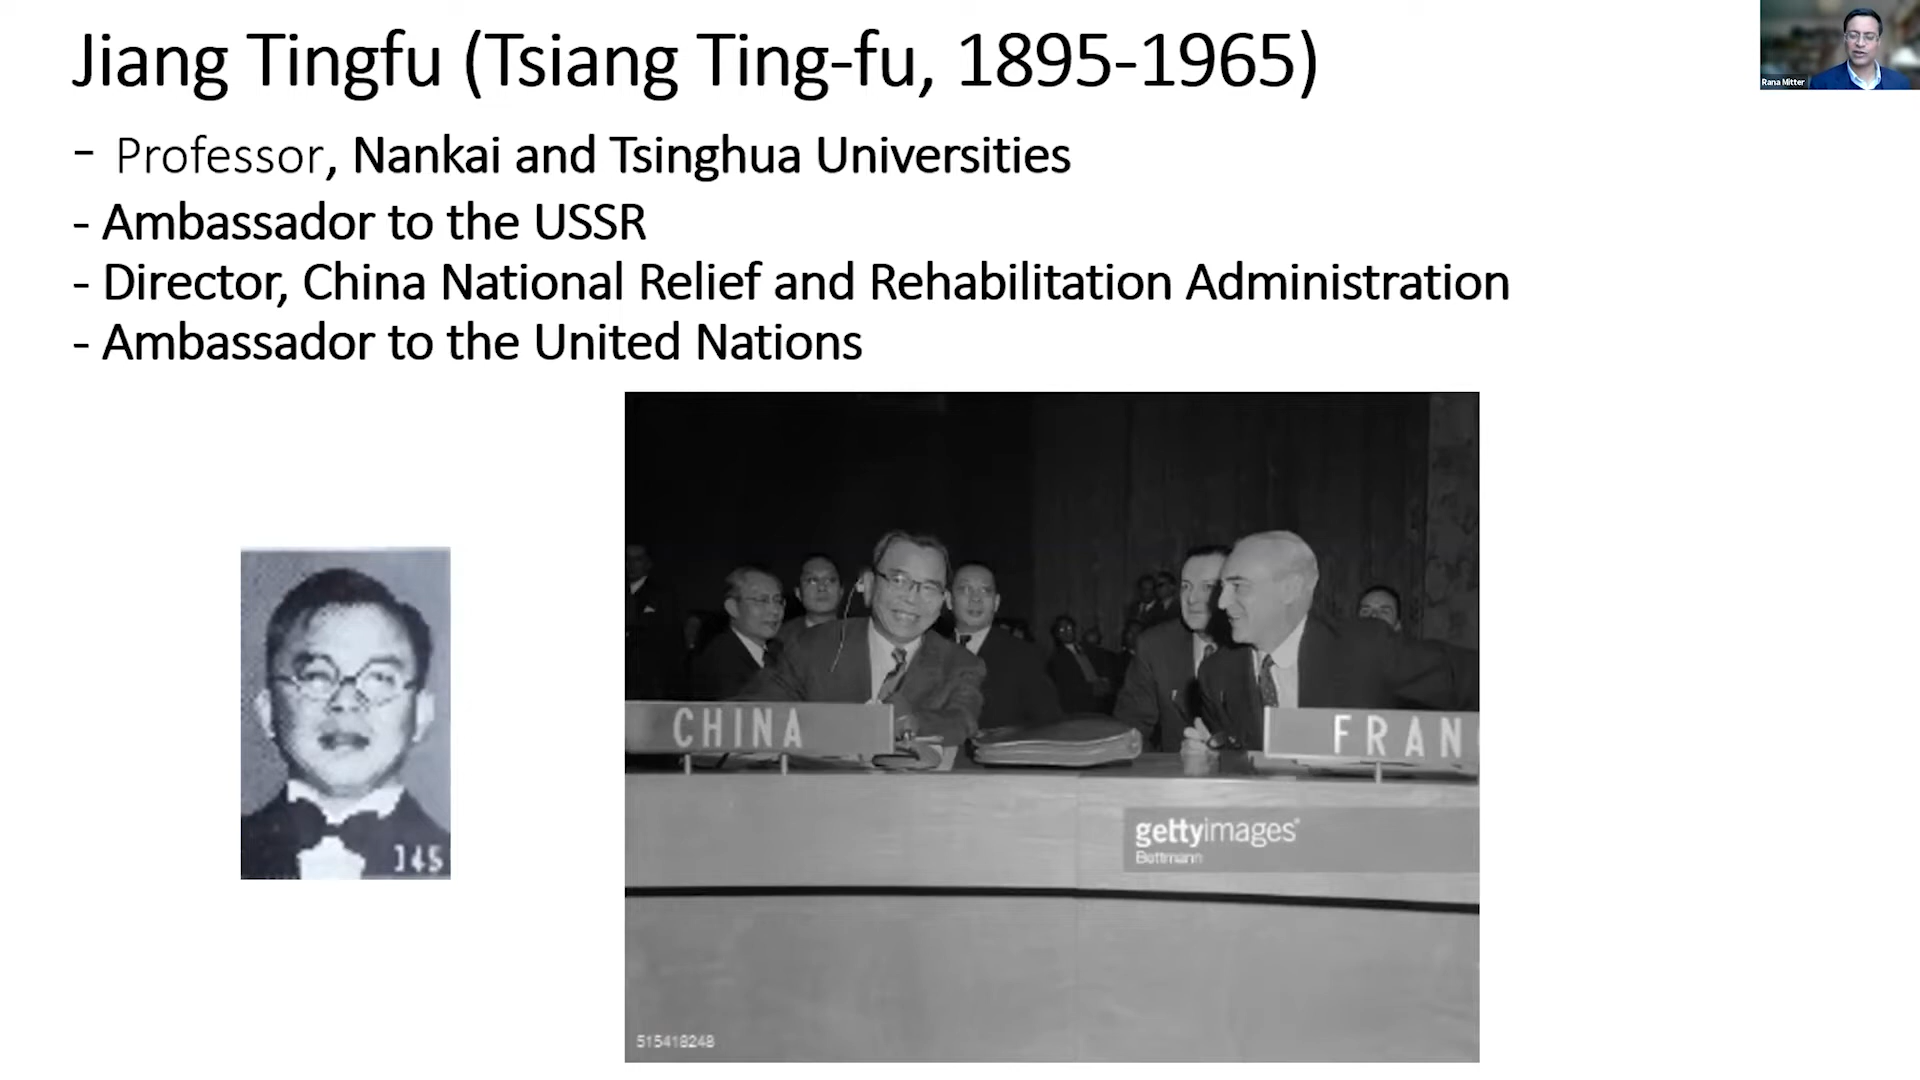 Jiang Tingfu (Tsiang Ting-fu, 1895-1965)
Rana Mitter
- Professor, Nankai and Tsinghua Universities
- Ambassador to the USSR
- Director, China National Relief and Rehabilitation Administration
- Ambassador to the United Nations
145
CHINA
FRAN
gettyimages®
Bettmann
515418248